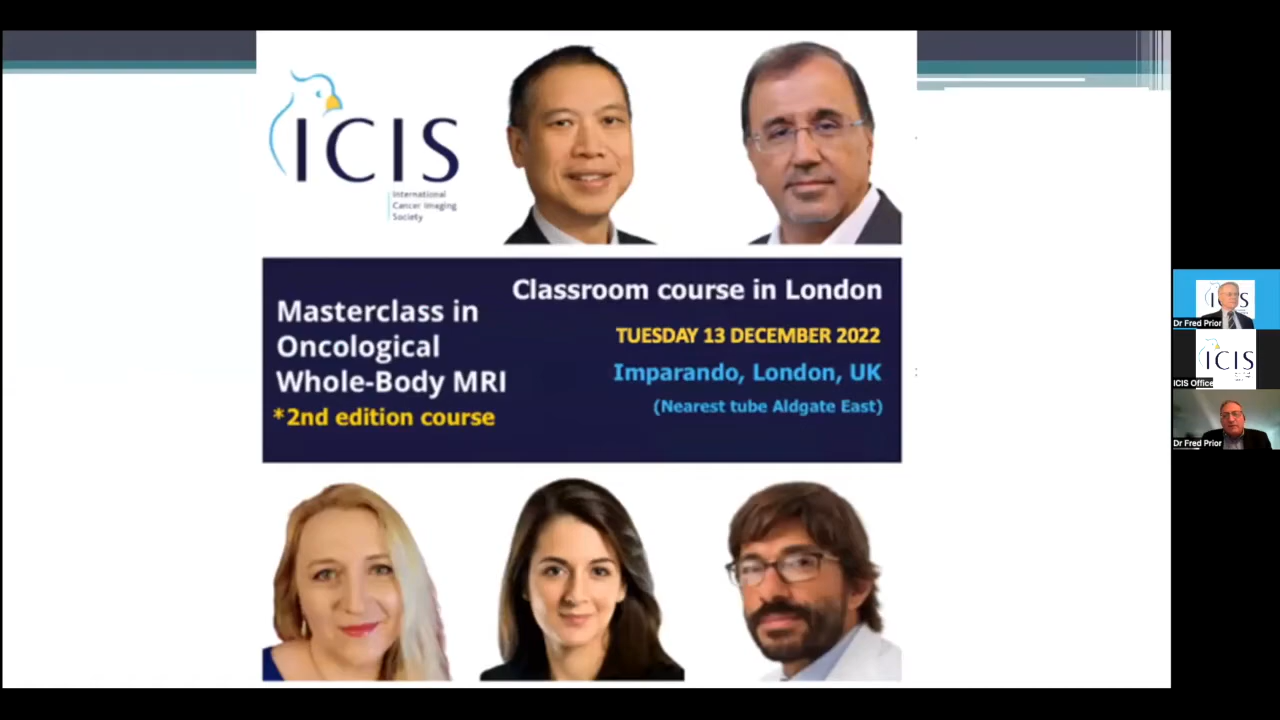 ICIS
International
Cancer Imaging
Society
Masterclass in
Oncological
Whole-Body MRI
*2nd edition course
Classroom course in London
TUESDAY 13 DECEMBER 2022
Imparando, London, UK
(Nearest tube Aldgate East)
ICIS
Dr Fred Prior
ICIS
ICIS Office
Dr Fred Prior